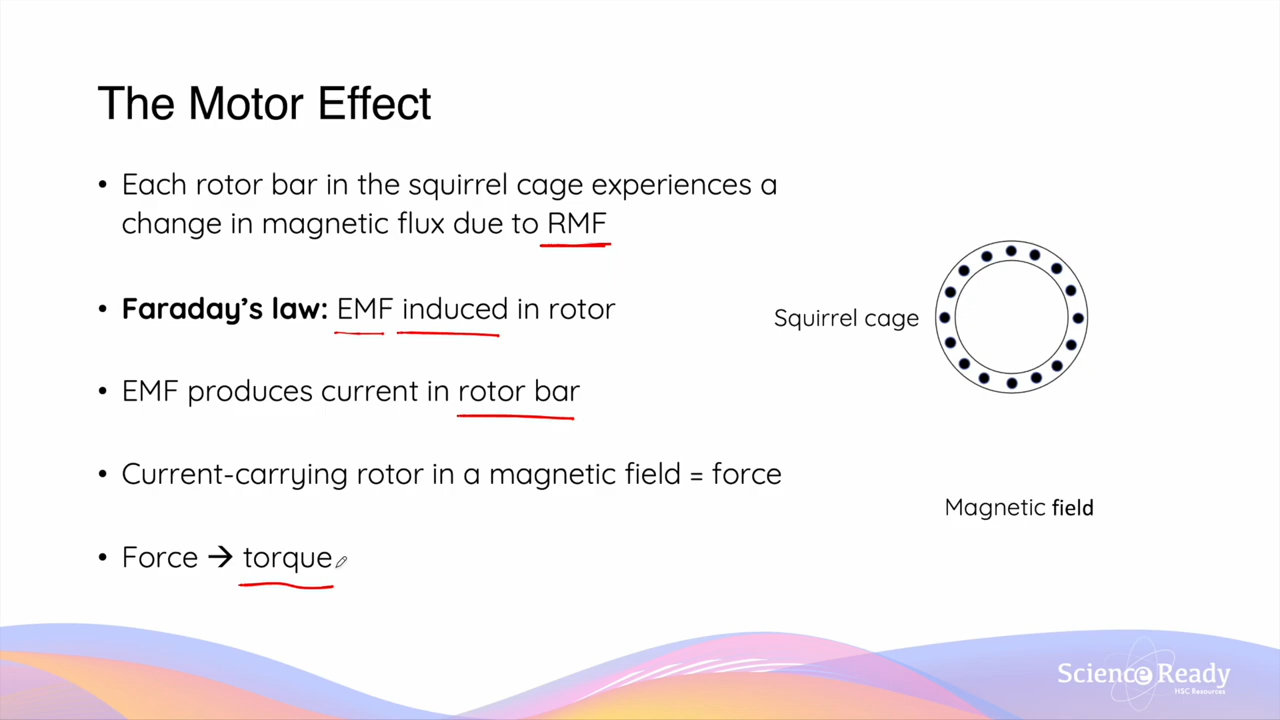 The Motor Effect
• Each rotor bar in the squirrel cage experiences a
change in magnetic flux due to RMF
• Faraday's law: EMF induced in rotor
• EMF produces current in rotor bar
• Current-carrying rotor in a magnetic field = force
• Force → torque
Squirrel cage
Magnetic field
Science Ready
HSC Resources